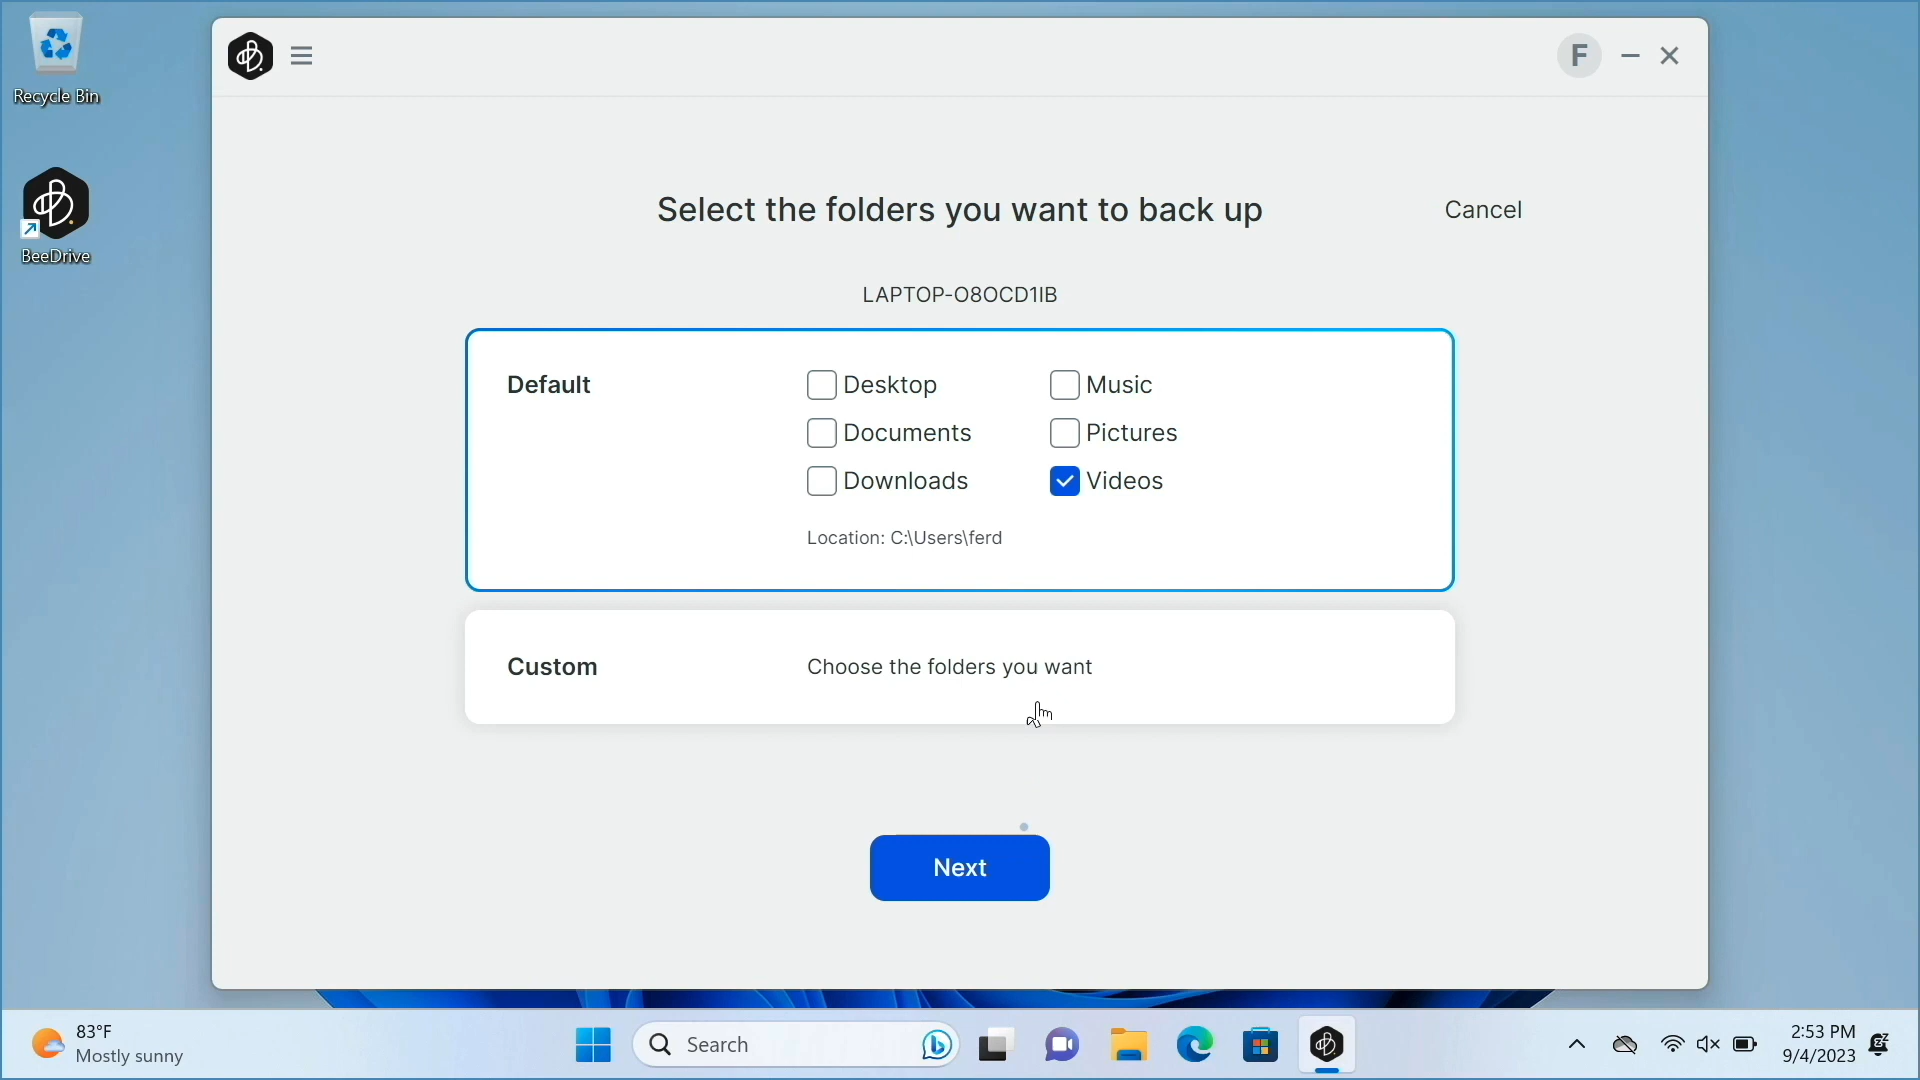 Recycle Bin
BeeDrive
F
Select the folders you want to back up
Cancel
LAPTOP-O8OCD1IB
Default
Desktop
Music
Documents
Pictures
Downloads
Videos
Location: C:\Users\ferd
Custom
Choose the folders you want
Next
83°F
Mostly sunny
Search
2:53 PM
9/4/2023